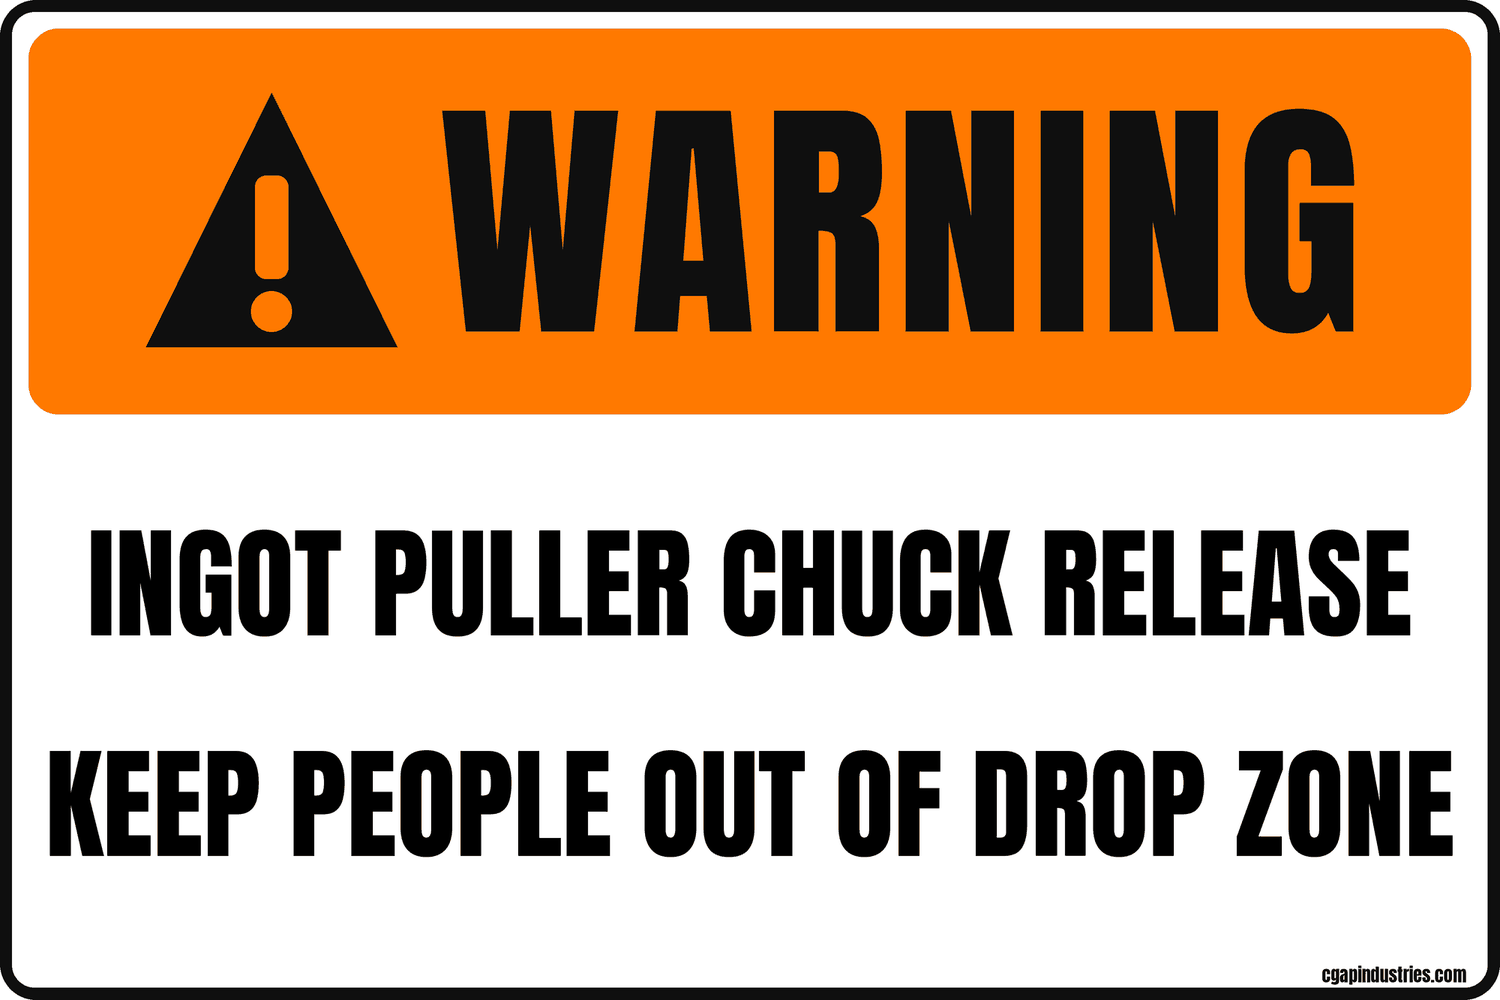 WARNING
INGOT PULLER CHUCK RELEASE
KEEP PEOPLE OUT OF DROP ZONE
cgapindustries.com